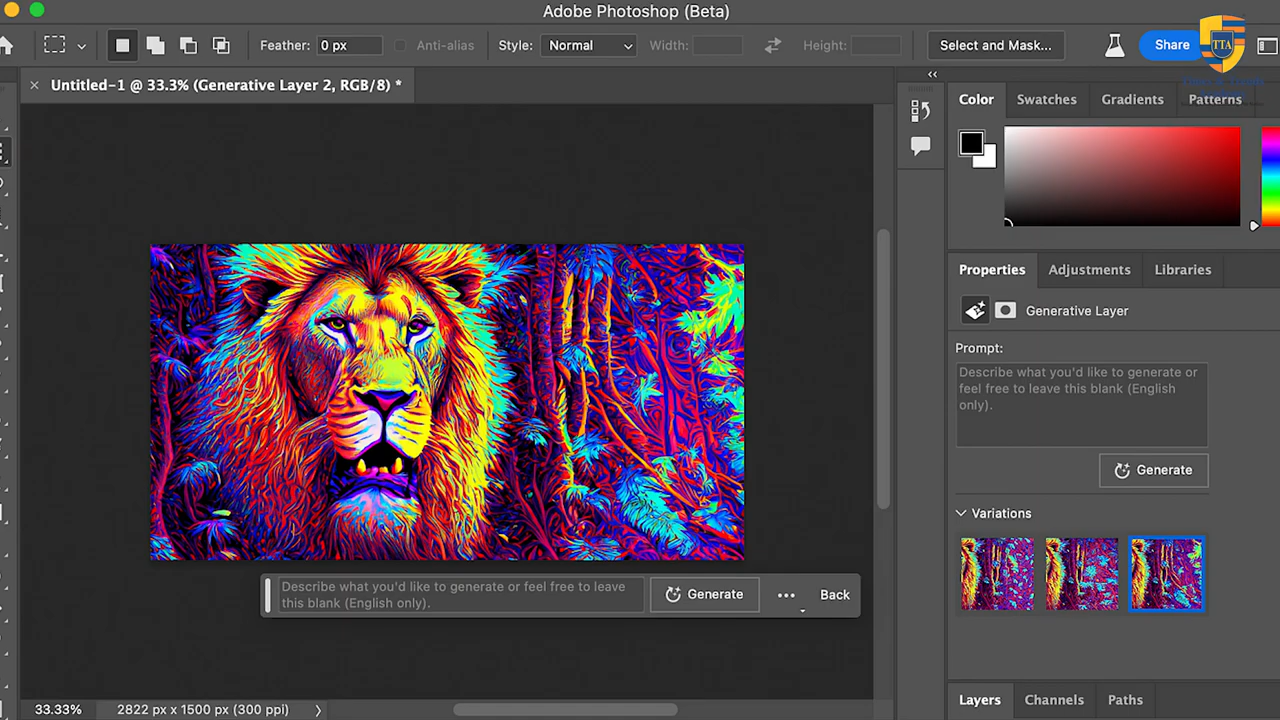 Adobe Photoshop (Beta)
Feather: 0 px Anti-alias Style: Normal Width: Height: Select and Mask... Share
TTA
Untitled-1 @ 33.3% (Generative Layer 2, RGB/8) *
Color Swatches Gradients Patterns
Properties Adjustments Libraries
Generative Layer
Prompt:
Describe what you'd like to generate or
feel free to leave this blank (English
only).
Generate
Variations
Describe what you'd like to generate or feel free to leave
this blank (English only).
Generate
Back
33.33% 2822 px x 1500 px (300 ppi)
Layers Channels Paths